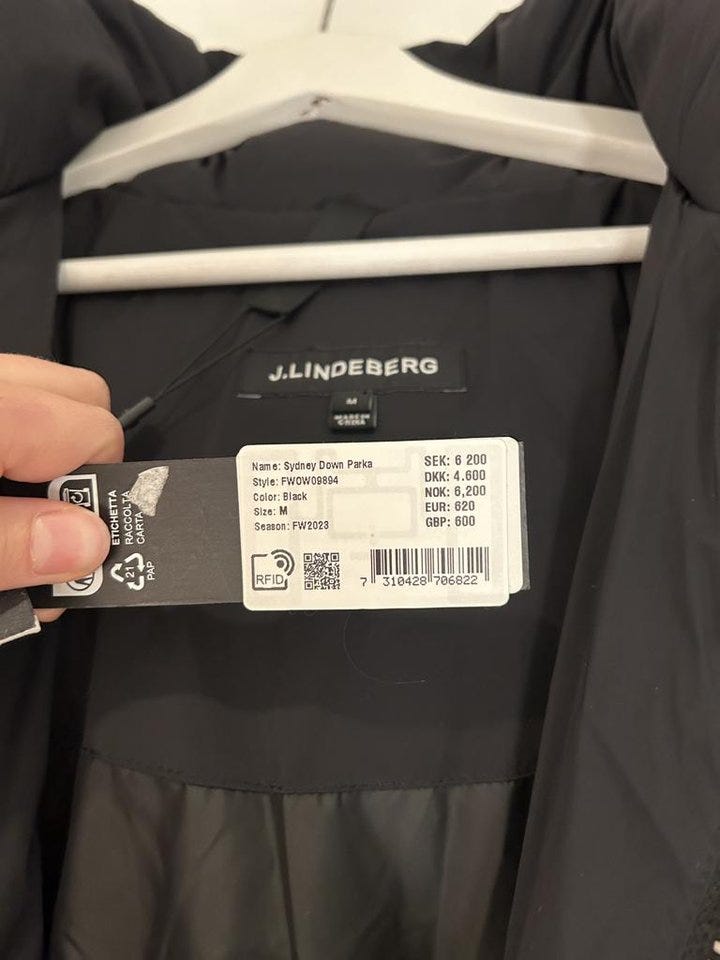 J.LINDEBERG
M
MADE IN
CHINA
Name: Sydney Down Parka
Style: FWOW09894
Color: Black
Size: M
Season: FW2023
SEK: 6 200
DKK: 4.600
NOK: 6,200
EUR: 620
GBP: 600
RFID
7 310428 706822
ETICHETTA
RACCOLTA
CARTA
21
PAP